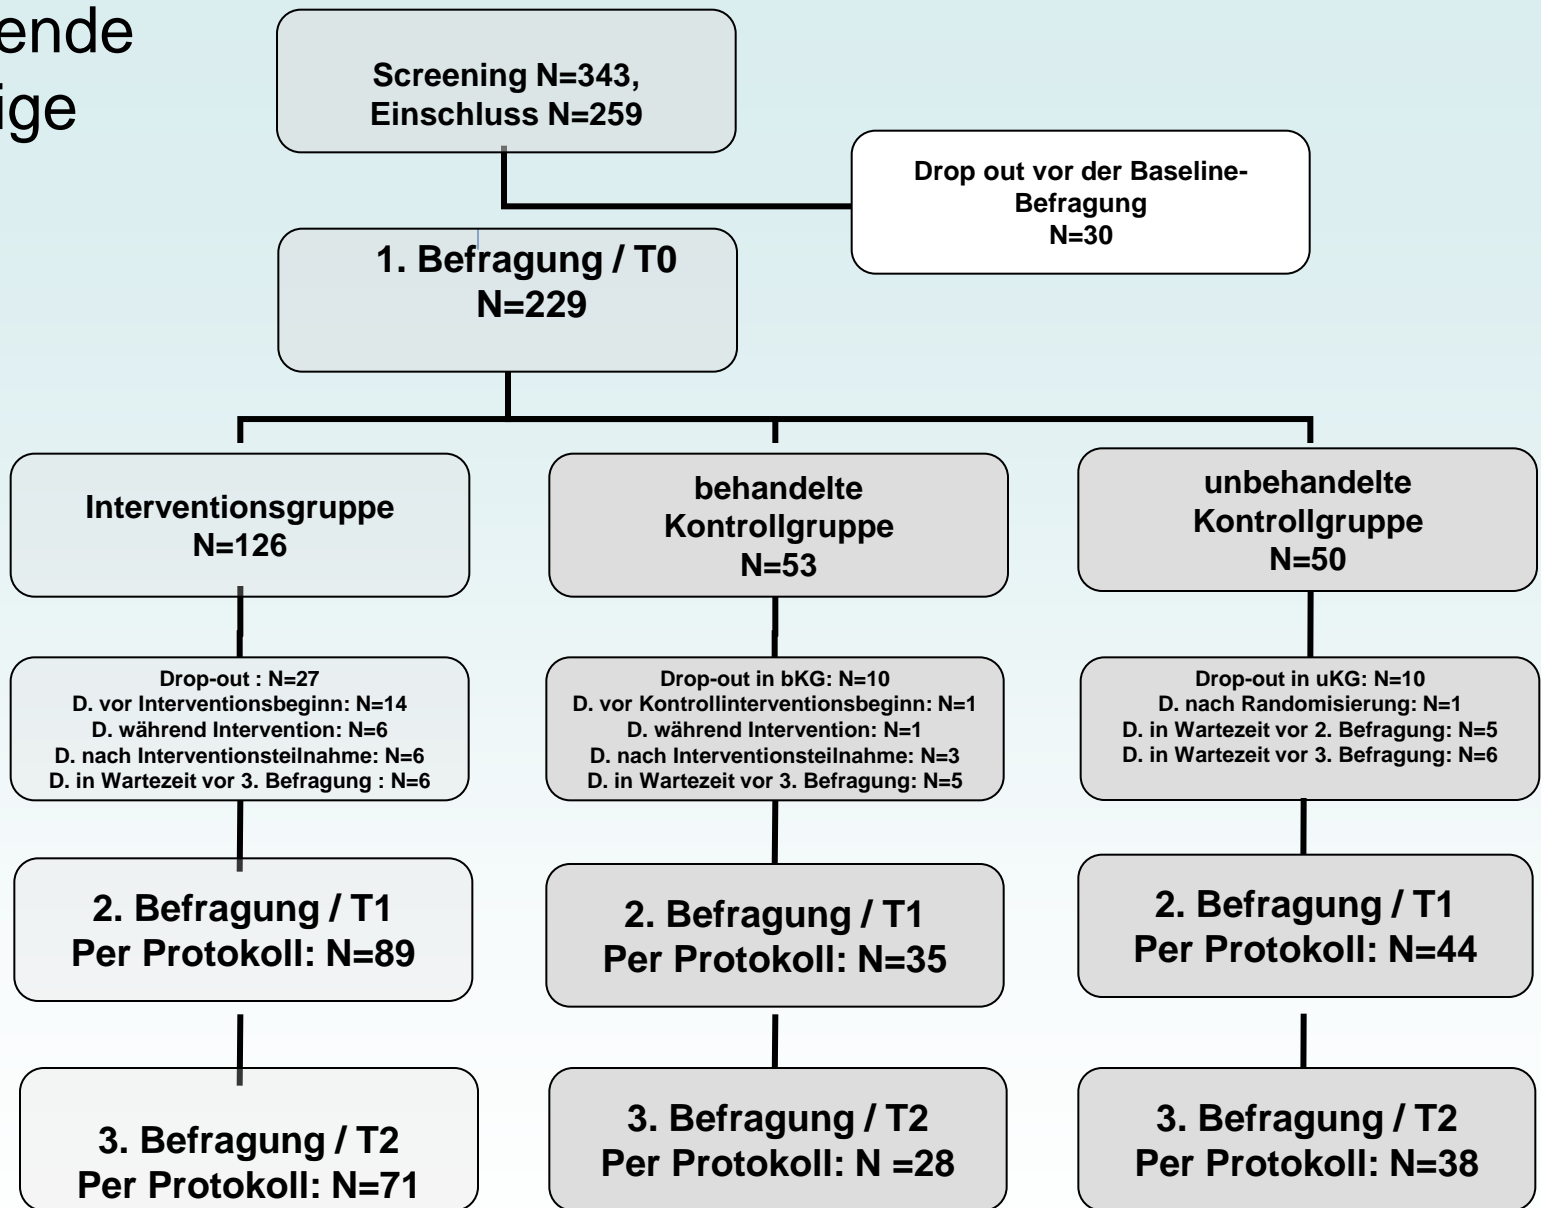 ende
ige
Screening N=343,
Einschluss N=259
Drop out vor der Baseline-
Befragung
N=30
1. Befragung / T0
N=229
Interventionsgruppe
N=126
behandelte
Kontrollgruppe
N=53
unbehandelte
Kontrollgruppe
N=50
Drop-out : N=27
D. vor Interventionsbeginn: N=14
D. während Intervention: N=6
D. nach Interventionsteilnahme: N=6
D. in Wartezeit vor 3. Befragung : N=6
Drop-out in bKG: N=10
D. vor Kontrollinterventionsbeginn: N=1
D. während Intervention: N=1
D. nach Interventionsteilnahme: N=3
D. in Wartezeit vor 3. Befragung: N=5
Drop-out in uKG: N=10
D. nach Randomisierung: N=1
D. in Wartezeit vor 2. Befragung: N=5
D. in Wartezeit vor 3. Befragung: N=6
2. Befragung / T1
Per Protokoll: N=89
2. Befragung / T1
Per Protokoll: N=35
2. Befragung / T1
Per Protokoll: N=44
3. Befragung / T2
Per Protokoll: N=71
3. Befragung / T2
Per Protokoll: N =28
3. Befragung / T2
Per Protokoll: N=38